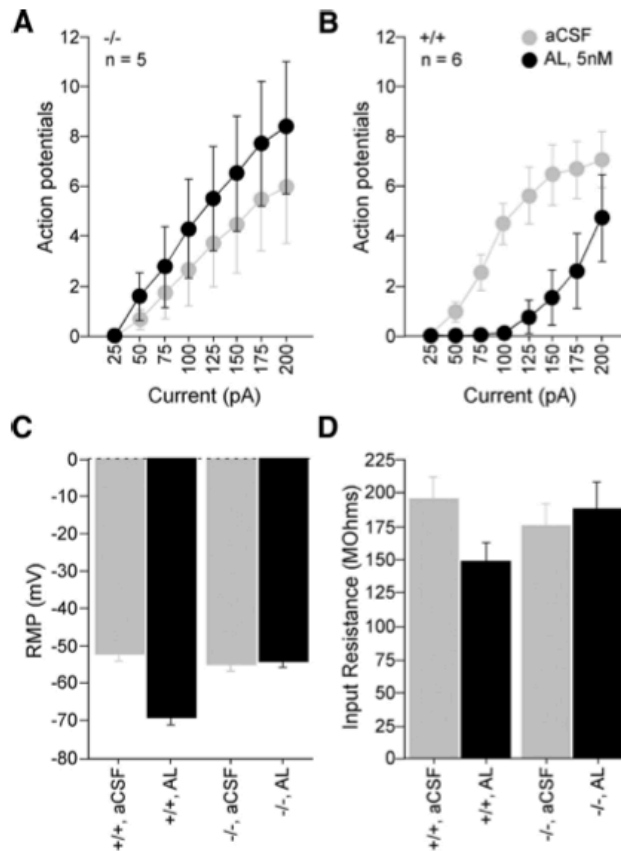 A
-/-
n = 5
Action potentials
12
10
8
6
4
2
0
25
50
75
100
125
150
175
200
Current (pA)
B
+/+
n = 6
aCSF
AL, 5nM
Action potentials
12
10
8
6
4
2
0
25
50
75
100
125
150
175
200
Current (pA)
C
RMP (mV)
0
-10
-20
-30
-40
-50
-60
-70
-80
+/+, aCSF
+/+, AL
-/-, aCSF
-/-, AL
D
Input Resistance (MOhms)
225
200
175
150
125
100
75
50
25
0
+/+, aCSF
+/+, AL
-/-, aCSF
-/-, AL